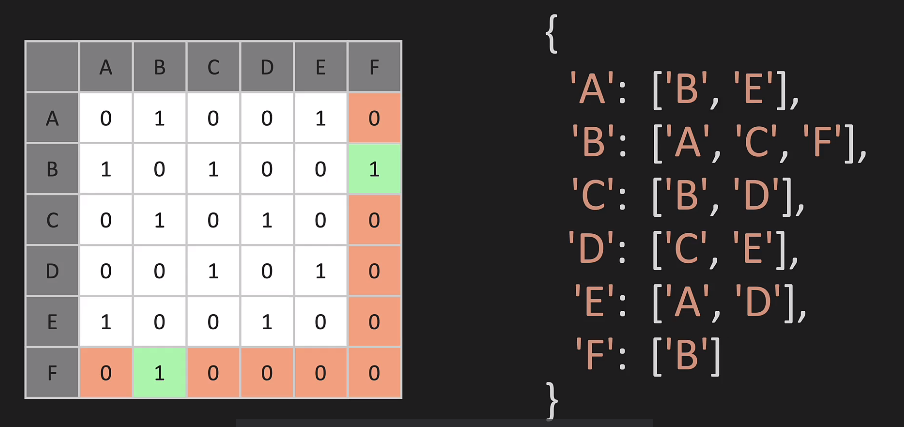 A B C D E F
A 0 1 0 0 1 0
B 1 0 1 0 0 1
C 0 1 0 1 0 0
D 0 0 1 0 1 0
E 1 0 0 1 0 0
F 0 1 0 0 0 0
{
'A': ['B', 'E'],
'B': ['A', 'C', 'F'],
'C': ['B', 'D'],
'D': ['C', 'E'],
'E': ['A', 'D'],
'F': ['B']
}